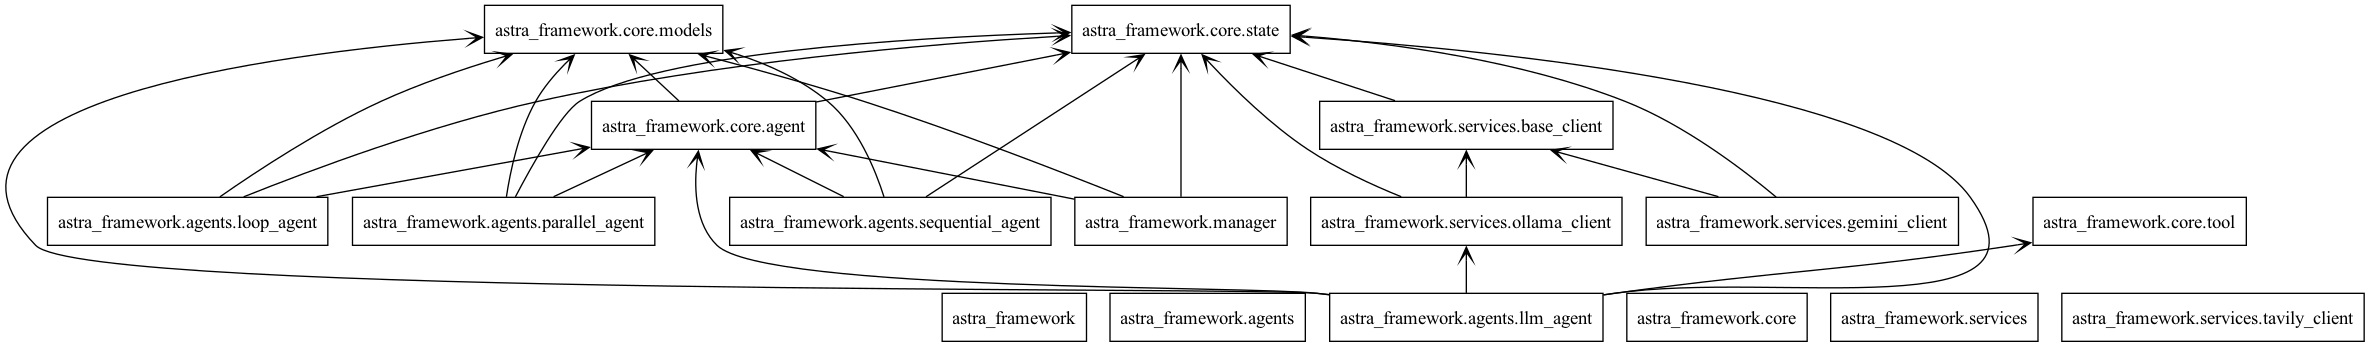 astra_framework.core.models
astra_framework.core.state
astra_framework.core.agent
astra_framework.services.base_client
astra_framework.agents.loop_agent
astra_framework.agents.parallel_agent
astra_framework.agents.sequential_agent
astra_framework.manager
astra_framework.services.ollama_client
astra_framework.services.gemini_client
astra_framework.core.tool
astra_framework
astra_framework.agents
astra_framework.agents.llm_agent
astra_framework.core
astra_framework.services
astra_framework.services.tavily_client